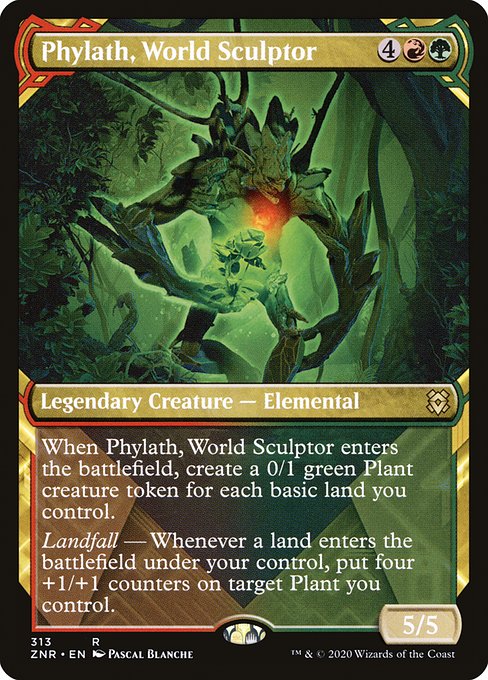 Phylath, World Sculptor 4
Legendary Creature — Elemental
When Phylath, World Sculptor enters
the battlefield, create a 0/1 green Plant
creature token for each basic land you
control.
Landfall — Whenever a land enters the
battlefield under your control, put four
+1/+1 counters on target Plant you
control.
5/5
313 R
ZNR • EN Pascal Blanche
™ & © 2020 Wizards of the Coast